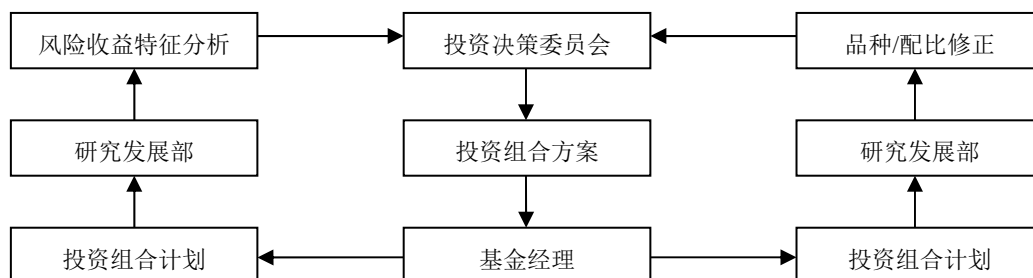 风险收益特征分析
投资决策委员会
品种/配比修正
研究发展部
投资组合方案
研究发展部
投资组合计划
基金经理
投资组合计划